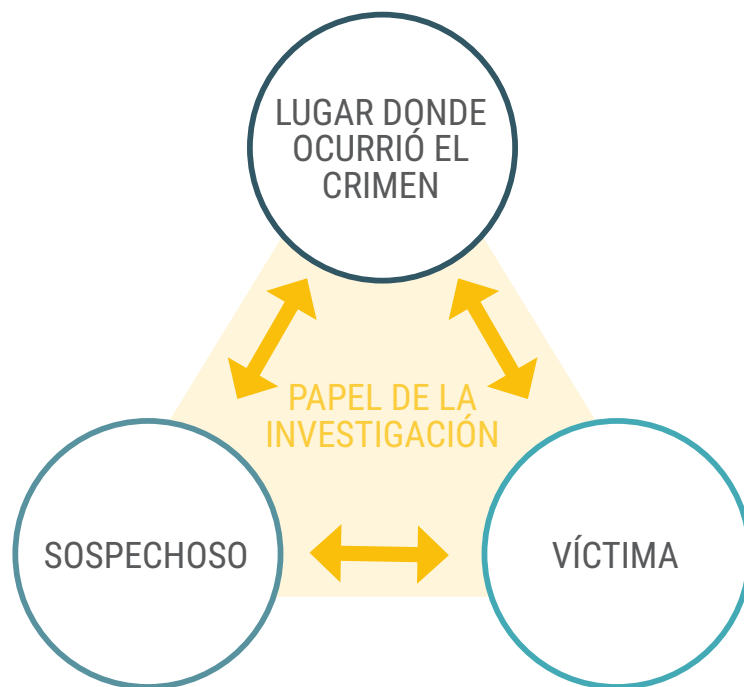 LUGAR DONDE
OCURRIÓ EL
CRIMEN
PAPEL DE LA
INVESTIGACIÓN
SOSPECHOSO
VÍCTIMA